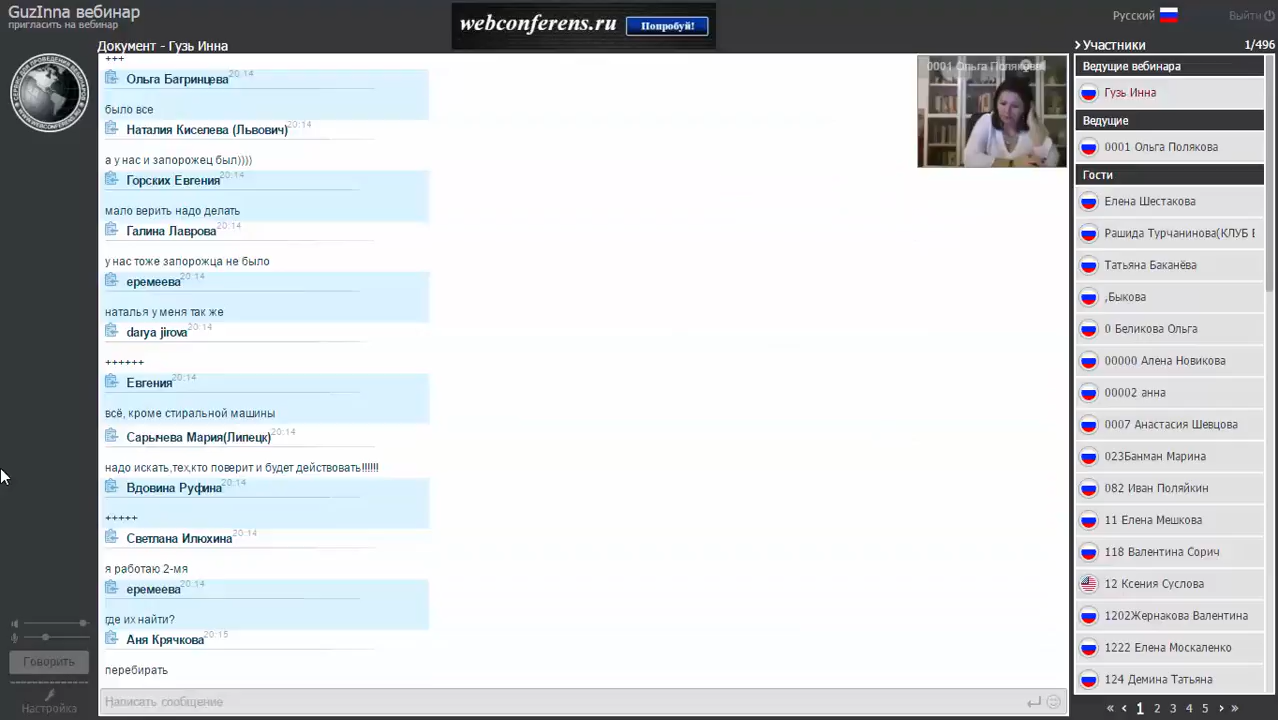 GuzInna вебинар
пригласить на вебинар
webconferens.ru Попробуй!
Русский
Выйти
Документ - Гузь Инна
+++
Ольга Багринцева 20:14
было все
Наталия Киселева (Львович) 20:14
а у нас и запорожец был))))
Горских Евгения 20:14
мало верить надо делать
Галина Лаврова 20:14
у нас тоже запорожца не было
еремеева 20:14
наталья у меня так же
darya jirova 20:14
++++++
Евгения 20:14
всё, кроме стиральной машины
Сарычева Мария(Липецк) 20:14
надо искать,тех,кто поверит и будет действовать!!!!!!
Вдовина Руфина 20:14
+++++
Светлана Илюхина 20:14
я работаю 2-мя
еремеева 20:14
где их найти?
Аня Крячкова 20:15
перебирать
Написать сообщение
0001 Ольга Полякова
Говорить
Настройка
Участники 1/496
Ведущие вебинара
Гузь Инна
Ведущие
0001 Ольга Полякова
Гости
Елена Шестакова
Рашида Турчанинова(КЛУБ Е
Татьяна Баканёва
,Быкова
0 Беликова Ольга
00000 Алена Новикова
00002 анна
0007 Анастасия Шевцова
023Банман Марина
082 Иван Поляйкин
11 Елена Мешкова
118 Валентина Сорич
12 Ксения Суслова
1202Жернакова Валентина
1222 Елена Москаленко
124 Демина Татьяна
« ‹ 1 2 3 4 5 › »